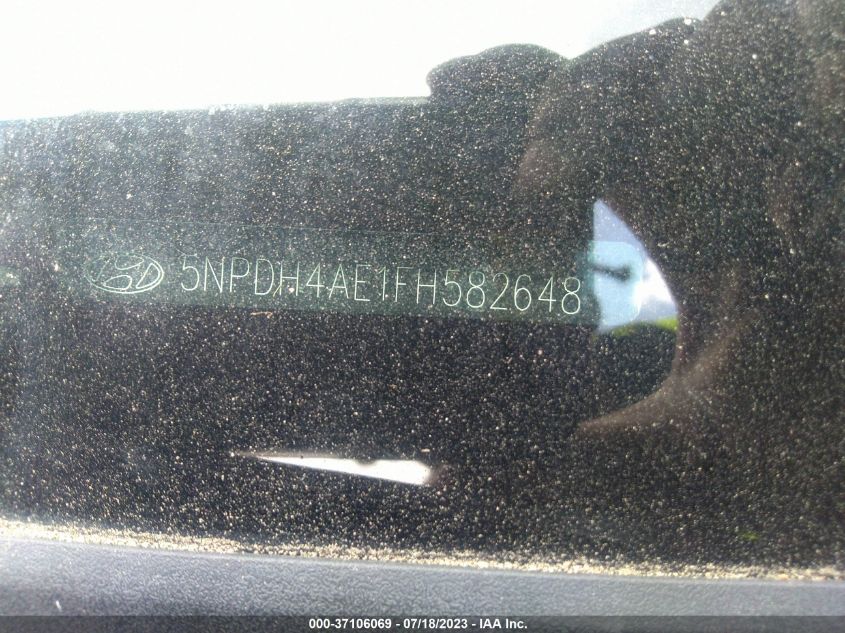 5NPDH4AE1FH582648
000-37106069 - 07/18/2023 - IAA Inc.